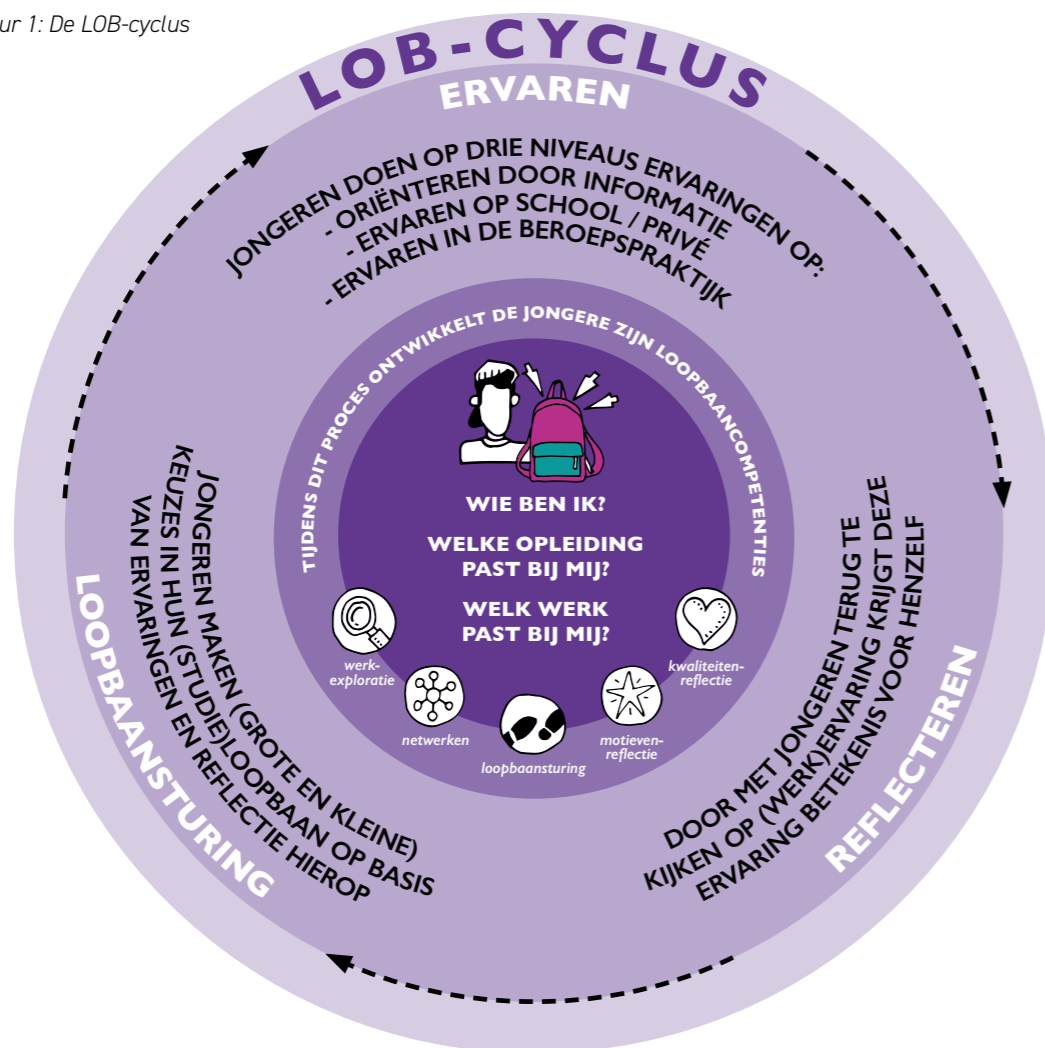 ur 1: De LOB-cyclus
LOB-CYCLUS
ERVAREN
JONGEREN DOEN OP DRIE NIVEAUS ERVARINGEN OP:
- ORIËNTEREN DOOR INFORMATIE
- ERVAREN OP SCHOOL / PRIVÉ
- ERVAREN IN DE BEROEPSPRAKTIJK
REFLECTEREN
DOOR MET JONGEREN TERUG TE
KIJKEN OP (WERK)ERVARING KRIJGT DEZE
ERVARING BETEKENIS VOOR HENZELF
LOOPBAANSTURING
JONGEREN MAKEN (GROTE EN KLEINE)
KEUZES IN HUN (STUDIE)LOOPBAAN OP BASIS
VAN ERVARINGEN EN REFLECTIE HIEROP
TIJDENS DIT PROCES ONTWIKKELT DE JONGERE ZIJN LOOPBAANCOMPETENTIES
WIE BEN IK?
WELKE OPLEIDING
PAST BIJ MIJ?
WELK WERK
PAST BIJ MIJ?
werk-
exploratie
netwerken
loopbaansturing
motieven-
reflectie
kwaliteiten-
reflectie